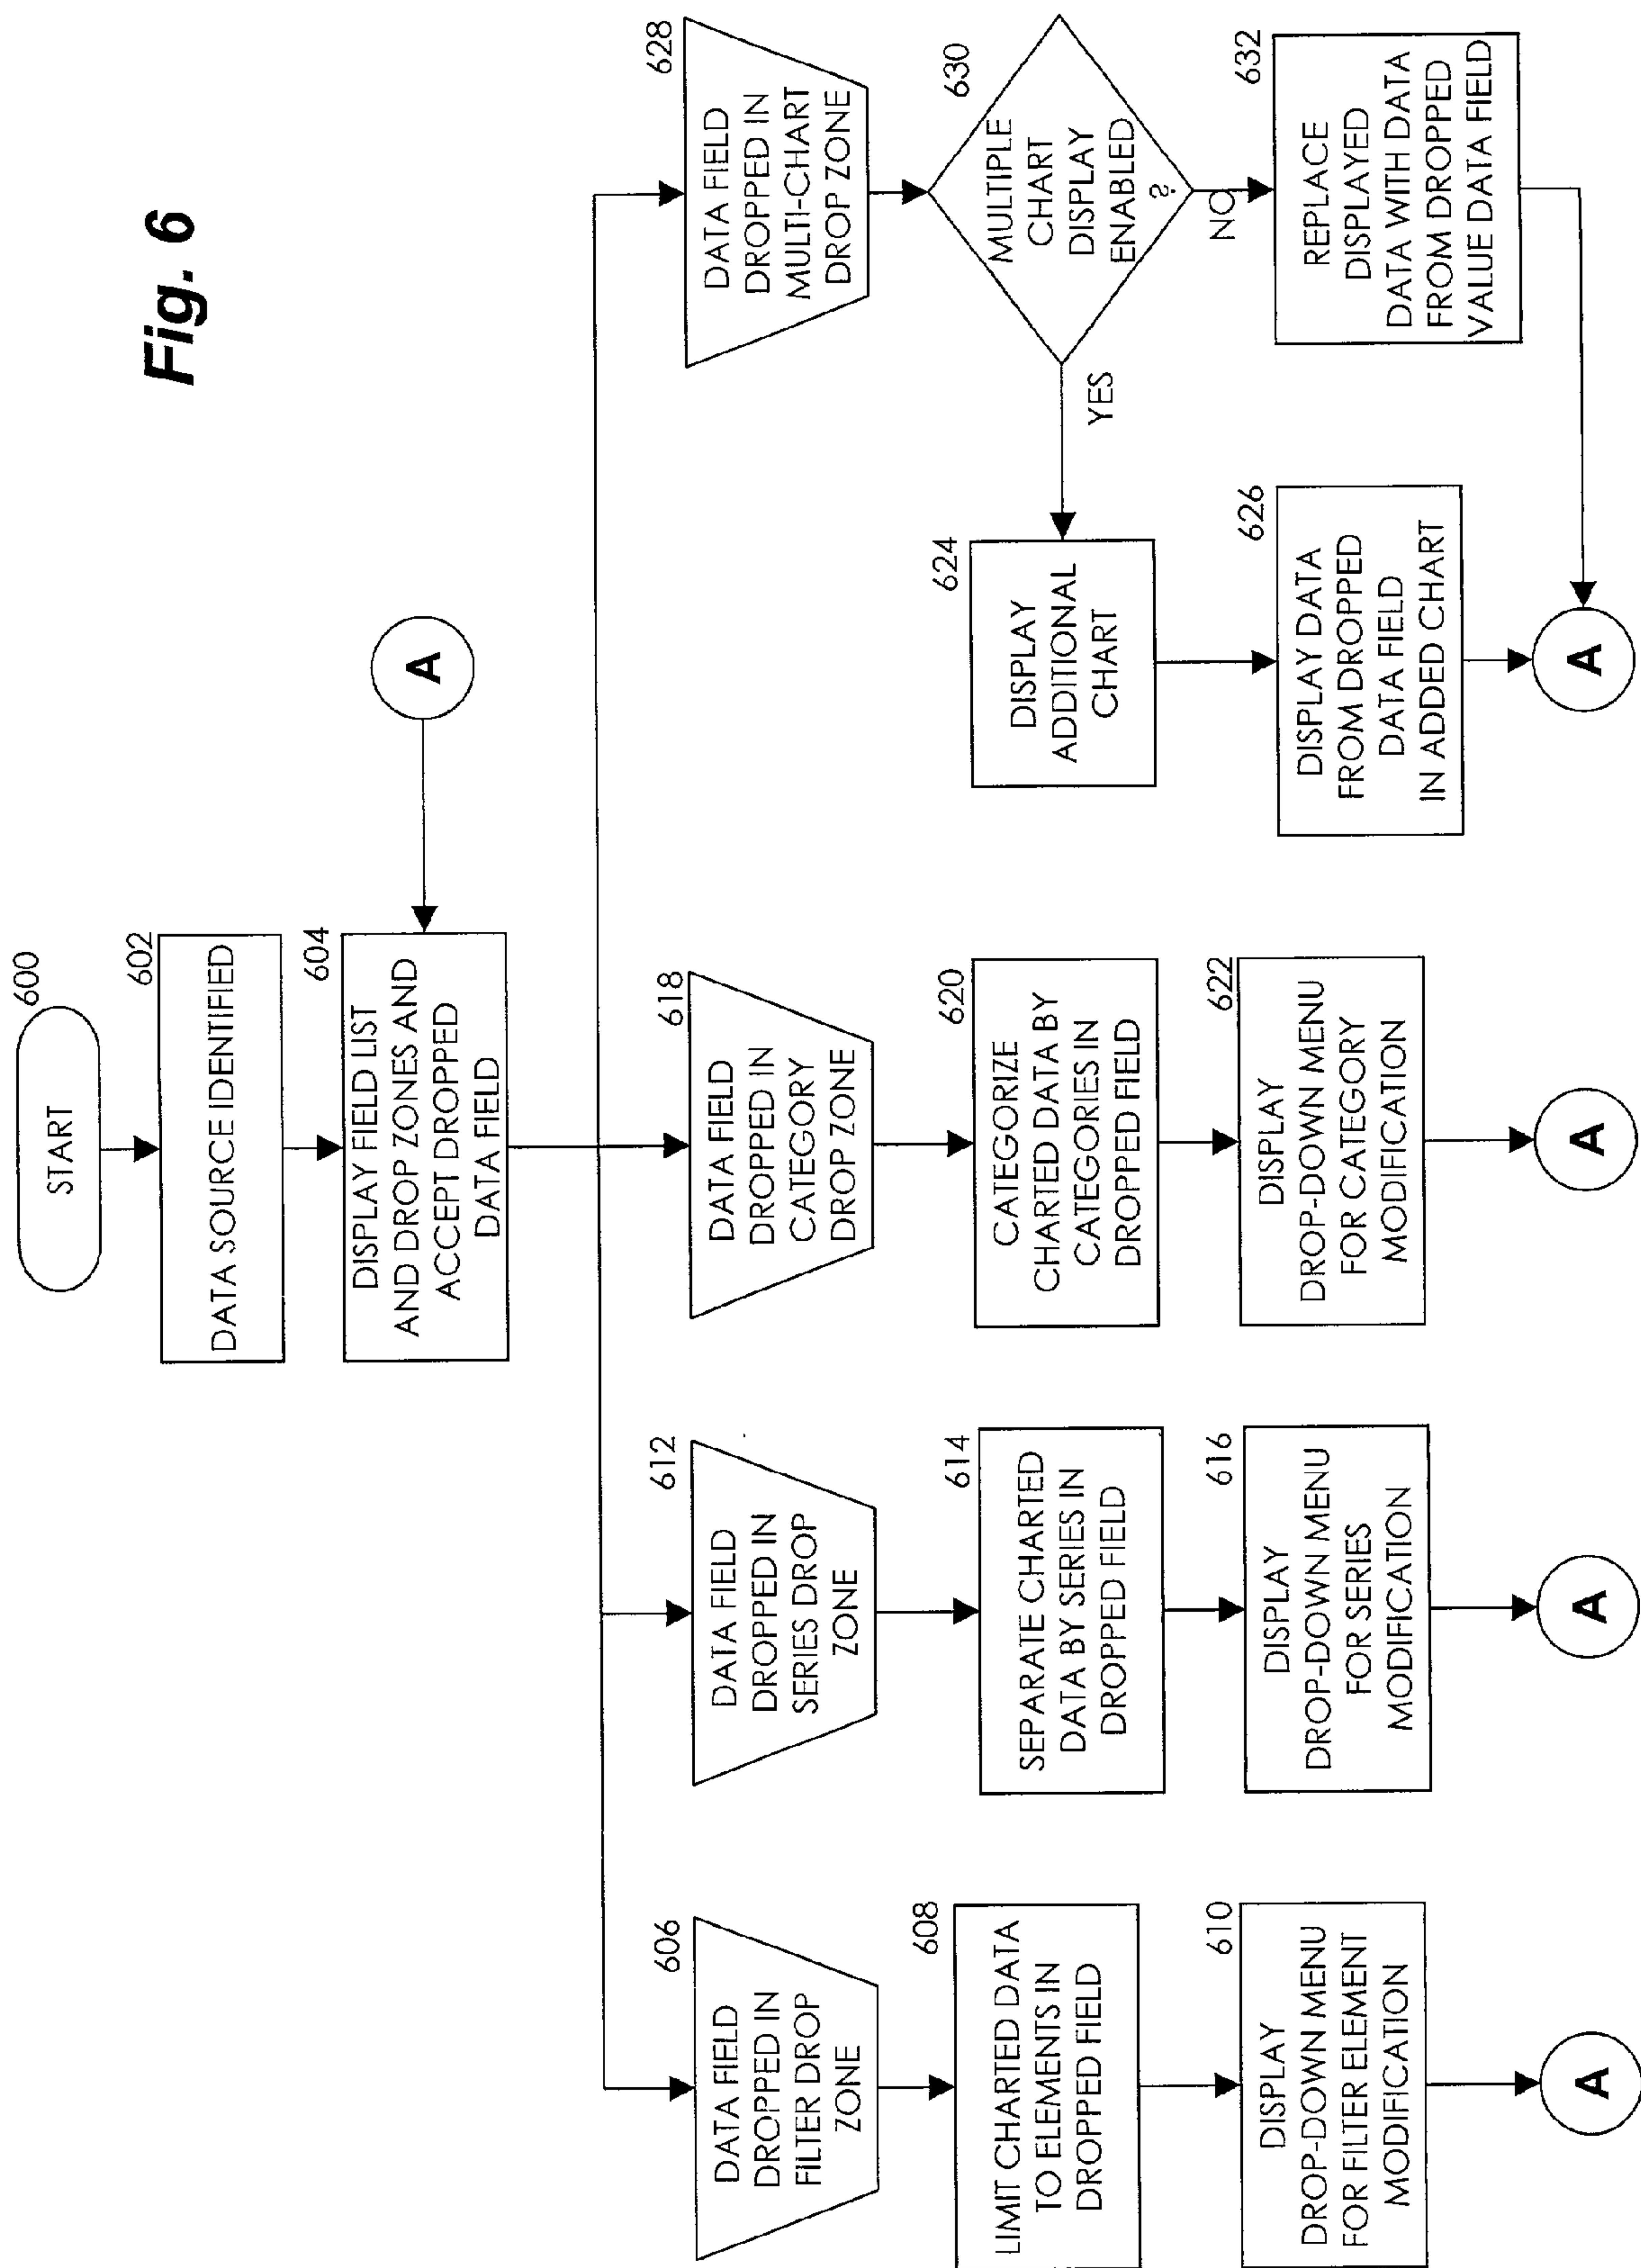 Fig. 6
600
START
602
DATA SOURCE IDENTIFIED
604
DISPLAY FIELD LIST
AND DROP ZONES AND
ACCEPT DROPPED
DATA FIELD
A
606
DATA FIELD
DROPPED IN
FILTER DROP
ZONE
608
LIMIT CHARTED DATA
TO ELEMENTS IN
DROPPED FIELD
610
DISPLAY
DROP-DOWN MENU
FOR FILTER ELEMENT
MODIFICATION
A
612
DATA FIELD
DROPPED IN
SERIES DROP
ZONE
614
SEPARATE CHARTED
DATA BY SERIES IN
DROPPED FIELD
616
DISPLAY
DROP-DOWN MENU
FOR SERIES
MODIFICATION
A
618
DATA FIELD
DROPPED IN
CATEGORY
DROP ZONE
620
CATEGORIZE
CHARTED DATA BY
CATEGORIES IN
DROPPED FIELD
622
DISPLAY
DROP-DOWN MENU
FOR CATEGORY
MODIFICATION
A
628
DATA FIELD
DROPPED IN
MULTI-CHART
DROP ZONE
630
MULTIPLE
CHART
DISPLAY
ENABLED
?
YES
NO
624
DISPLAY
ADDITIONAL
CHART
626
DISPLAY DATA
FROM DROPPED
DATA FIELD
IN ADDED CHART
632
REPLACE
DISPLAYED
DATA WITH DATA
FROM DROPPED
VALUE DATA FIELD
A